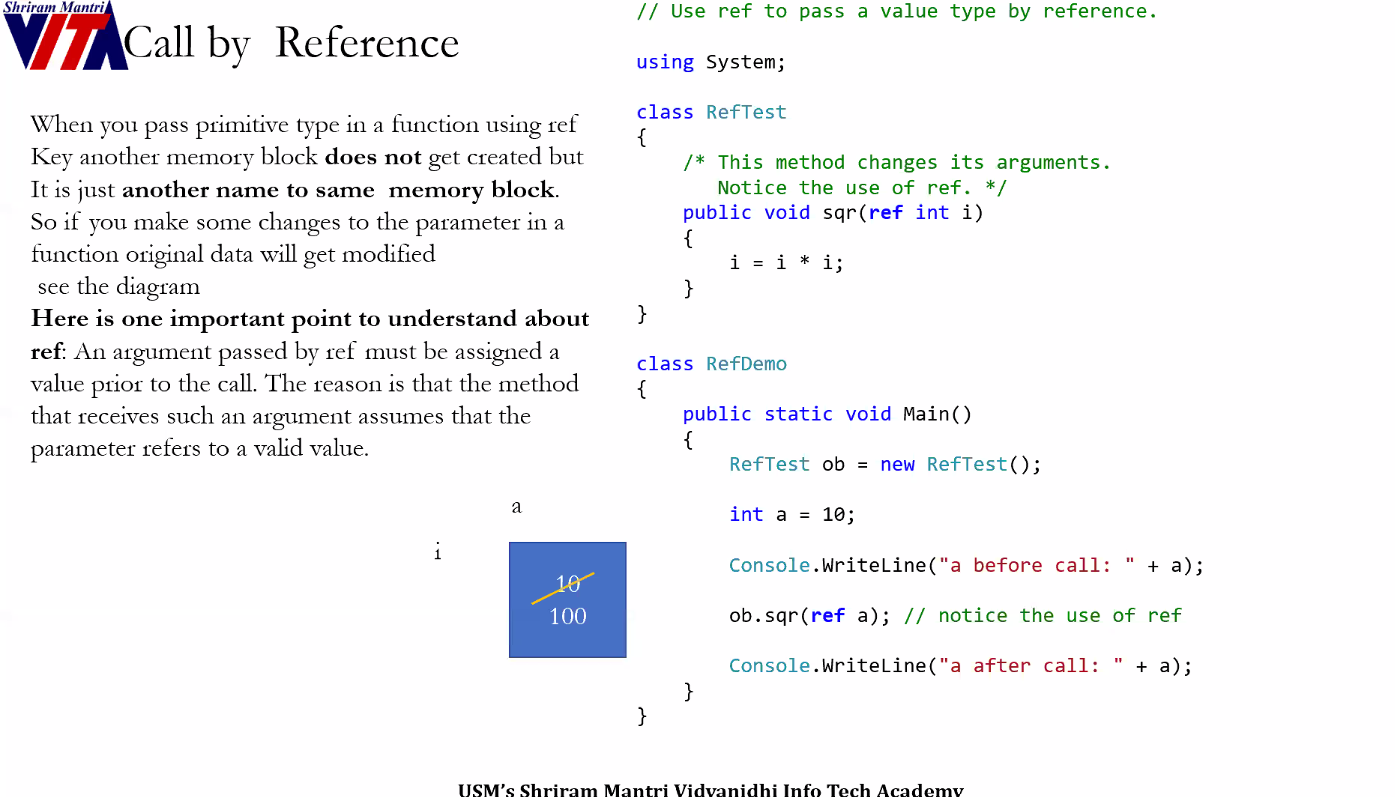 Shriram Mantri
VITA
Call by Reference
When you pass primitive type in a function using ref
Key another memory block does not get created but
It is just another name to same memory block.
So if you make some changes to the parameter in a
function original data will get modified
see the diagram
Here is one important point to understand about
ref: An argument passed by ref must be assigned a
value prior to the call. The reason is that the method
that receives such an argument assumes that the
parameter refers to a valid value.
a
i
10
100
// Use ref to pass a value type by reference.
using System;
class RefTest
{
/* This method changes its arguments.
Notice the use of ref. */
public void sqr(ref int i)
{
i = i * i;
}
}
class RefDemo
{
public static void Main()
{
RefTest ob = new RefTest();
int a = 10;
Console.WriteLine("a before call: " + a);
ob.sqr(ref a); // notice the use of ref
Console.WriteLine("a after call: " + a);
}
}
USM's Shriram Mantri Vidyanidhi Info Tech Academy